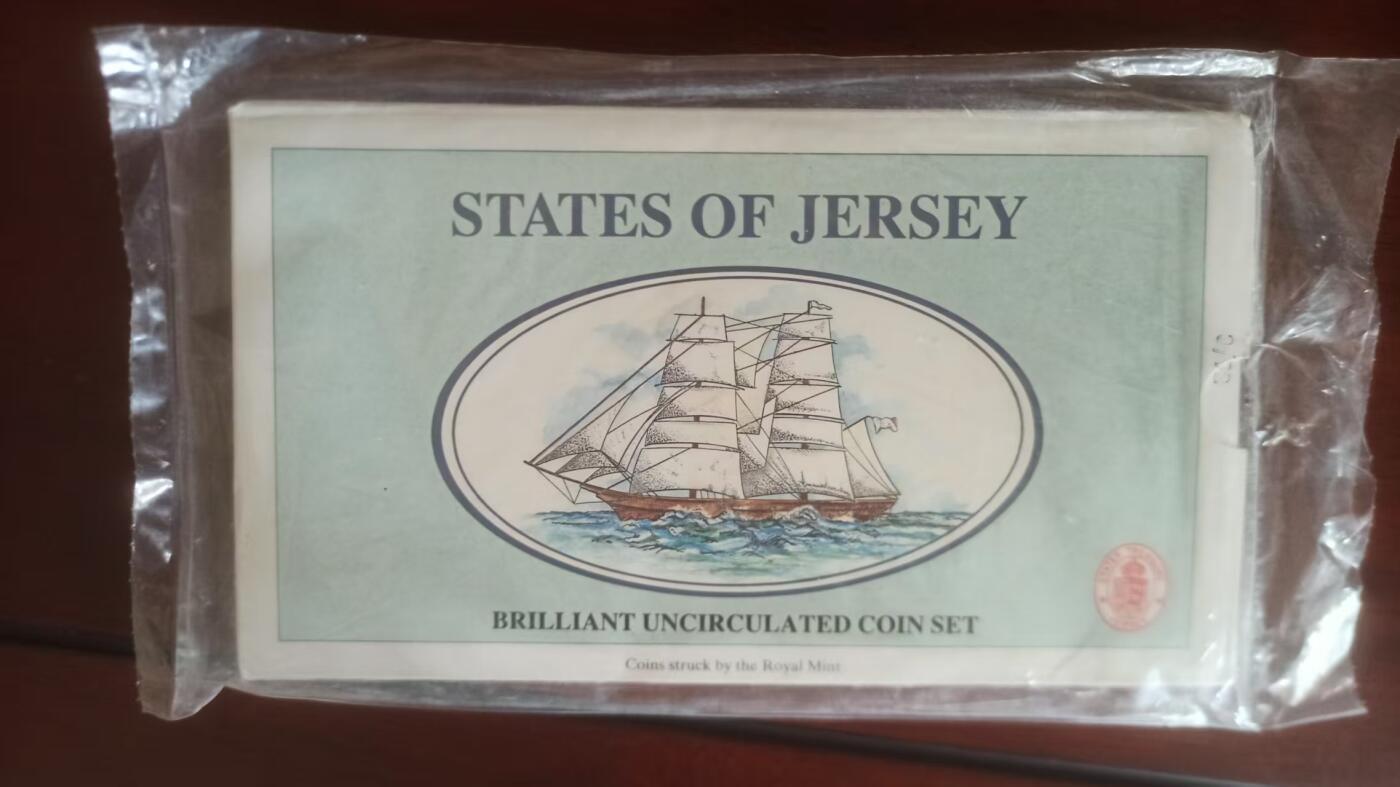 STATES OF JERSEY
BRILLIANT UNCIRCULATED COIN SET
Coins struck by the Royal Mint